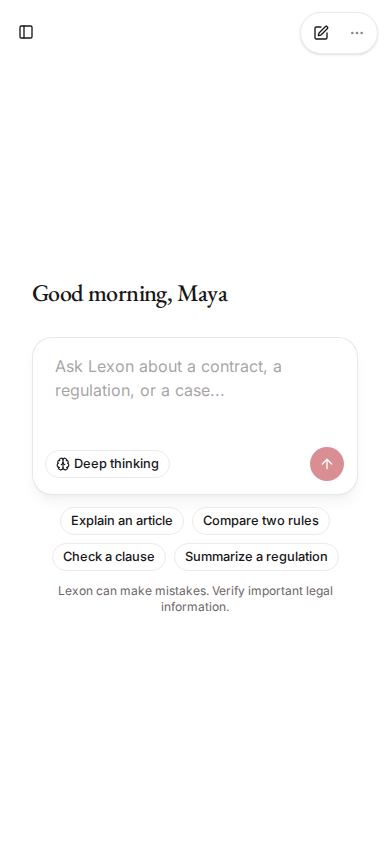 Good morning, Maya
Ask Lexon about a contract, a
regulation, or a case...
Deep thinking
Explain an article
Compare two rules
Check a clause
Summarize a regulation
Lexon can make mistakes. Verify important legal
information.